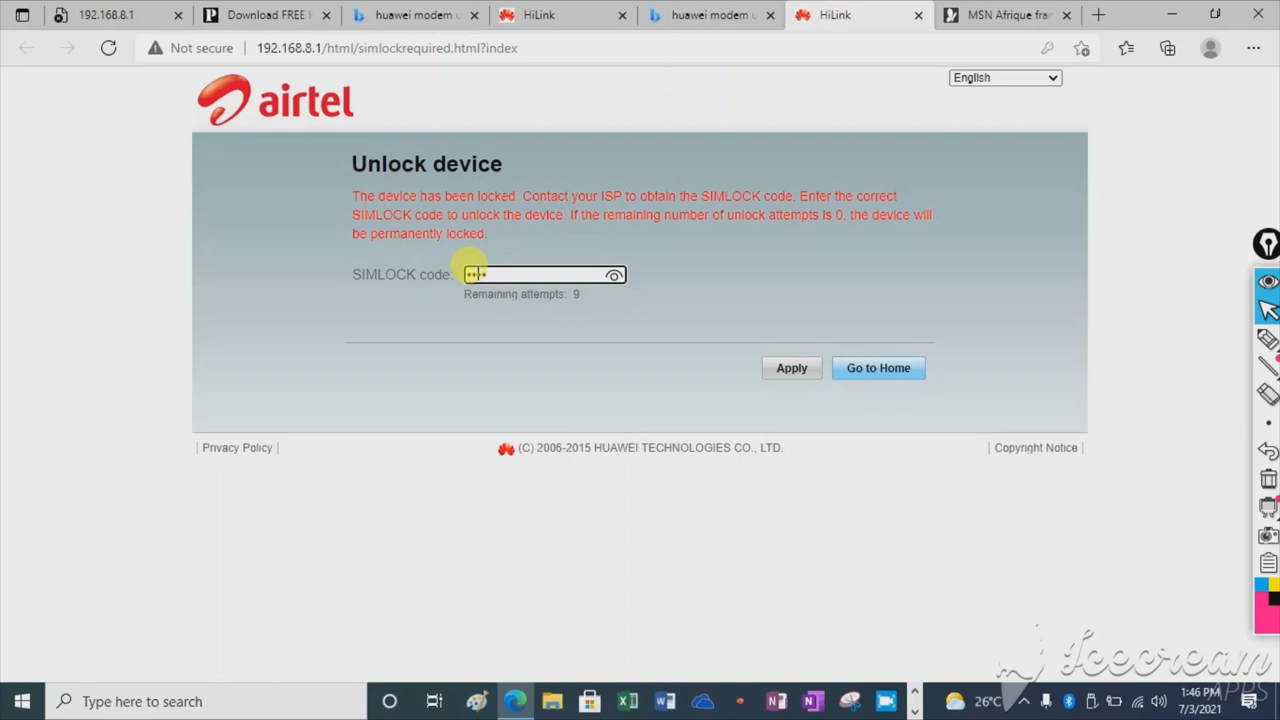 192.168.8.1
Download FREE H
huawei modem u
HiLink
huawei modem u
HiLink
MSN Afrique fran
Not secure
192.168.8.1/html/simlockrequired.html?index
airtel
English
Unlock device
The device has been locked. Contact your ISP to obtain the SIMLOCK code. Enter the correct
SIMLOCK code to unlock the device. If the remaining number of unlock attempts is 0, the device will
be permanently locked.
SIMLOCK code:
Remaining attempts: 9
Apply
Go to Home
Privacy Policy
(C) 2006-2015 HUAWEI TECHNOLOGIES CO., LTD.
Copyright Notice
Icecream
APPS
Type here to search
26°C
1:46 PM
7/3/2021